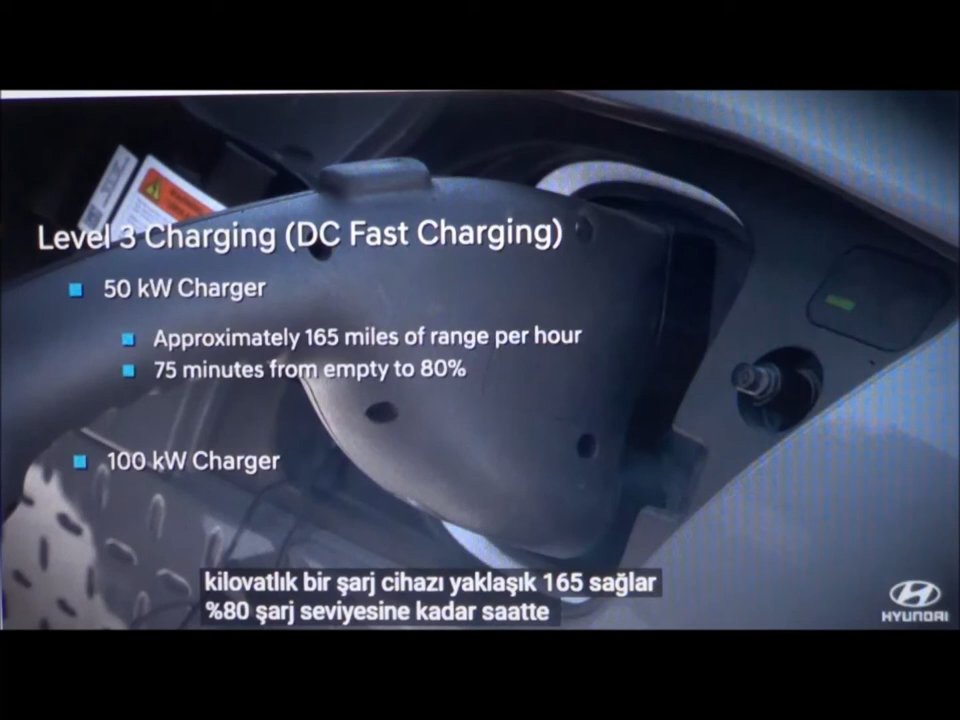 Level 3 Charging (DC Fast Charging)
50 kW Charger
Approximately 165 miles of range per hour
75 minutes from empty to 80%
100 kW Charger
kilovatlık bir şarj cihazı yaklaşık 165 sağlar
%80 şarj seviyesine kadar saatte
HYUNDAI